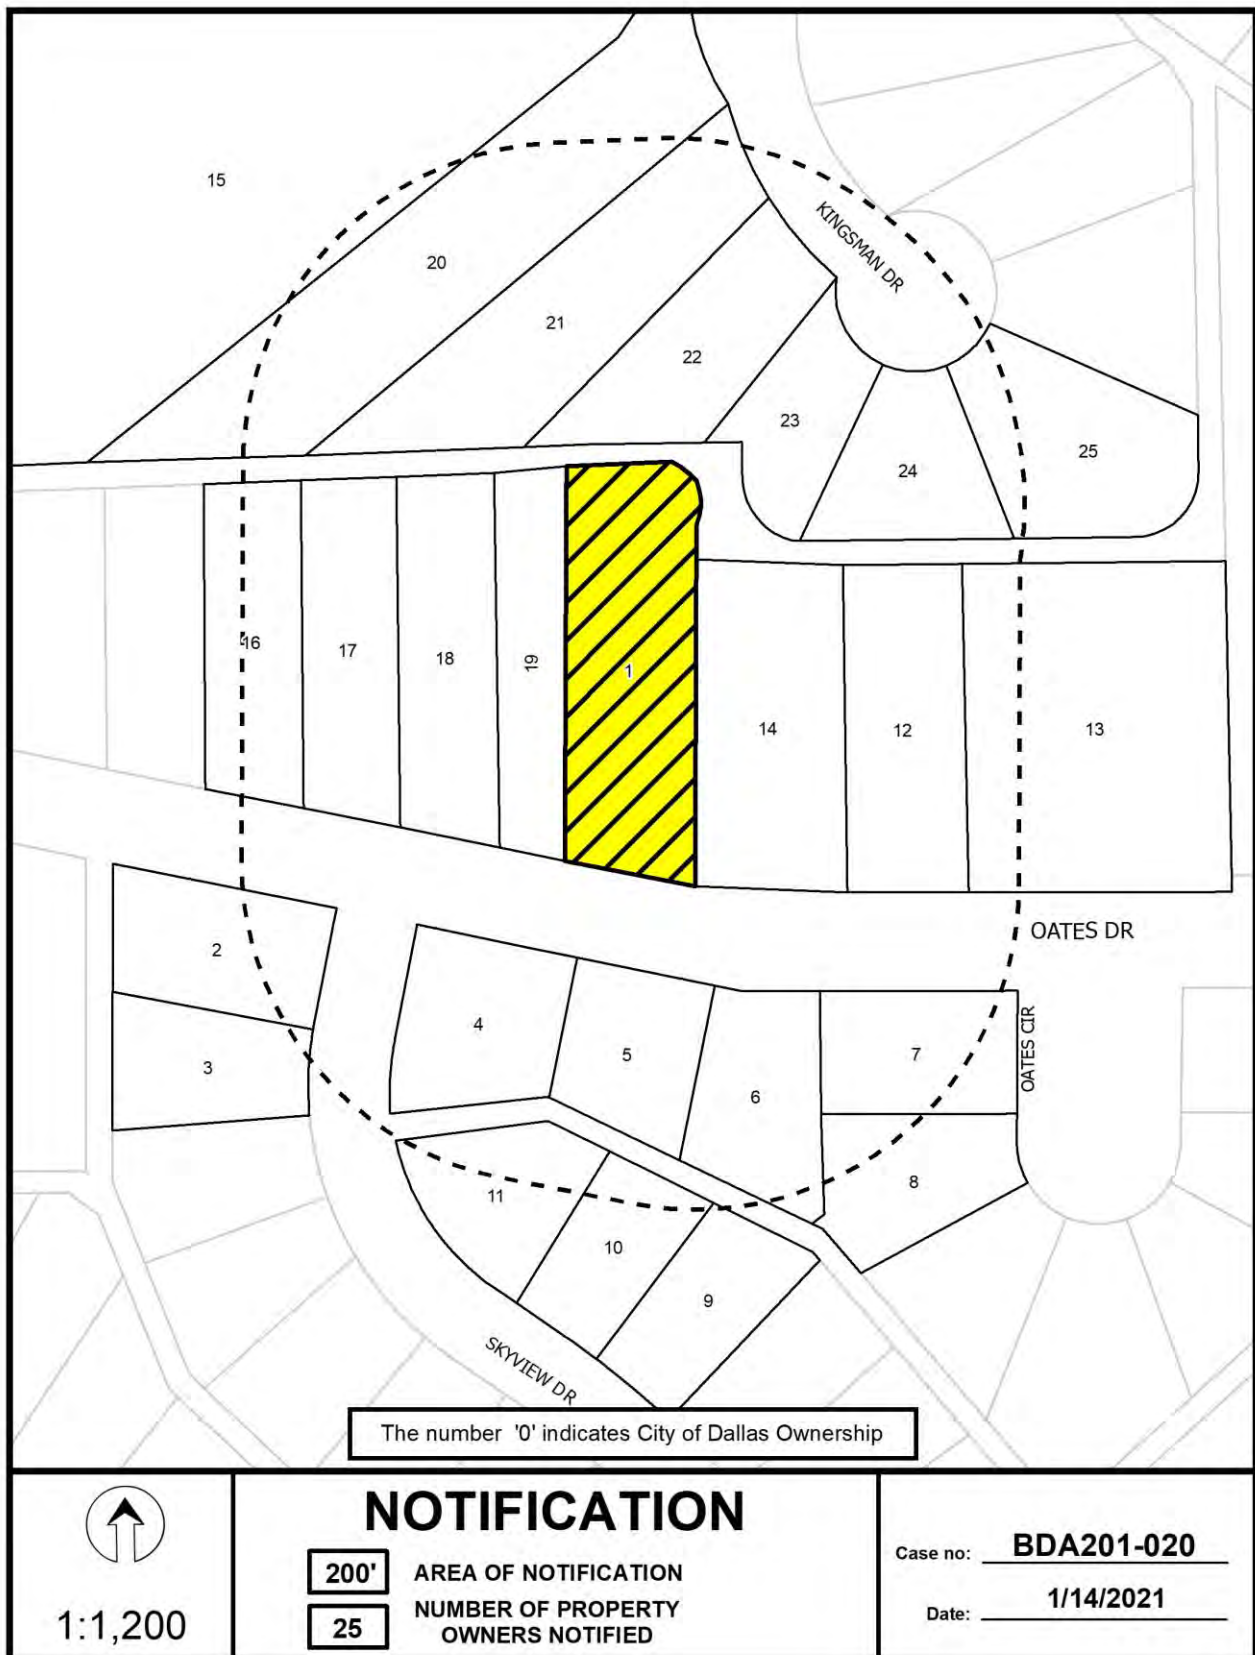 15
20
KINGSMAN DR
21
22
23
24
25
16
17
18
19
1
14
12
13
OATES DR
2
4
5
7
OATES CIR
3
6
8
11
10
9
SKYVIEW DR
The number '0' indicates City of Dallas Ownership
1:1,200
NOTIFICATION
200' AREA OF NOTIFICATION
25 NUMBER OF PROPERTY
OWNERS NOTIFIED
Case no: BDA201-020
Date: 1/14/2021